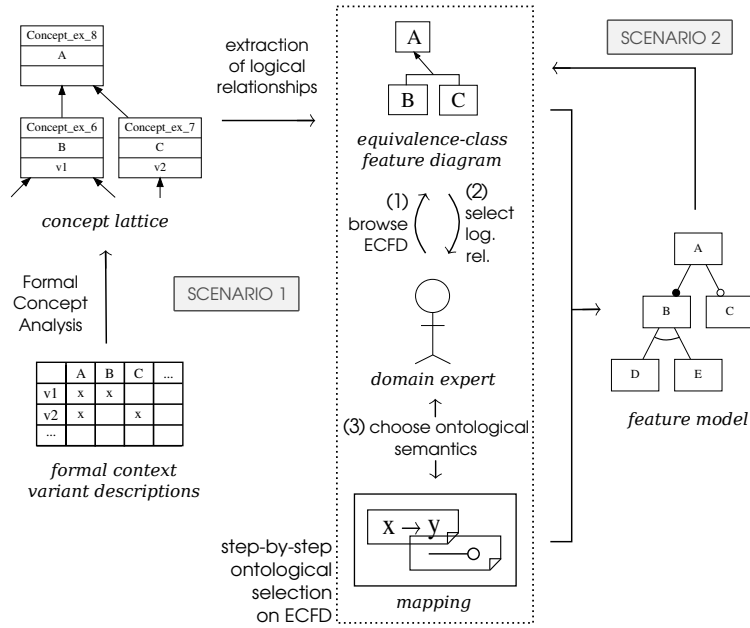 Concept_ex_8
A
Concept_ex_6
B
v1
Concept_ex_7
C
v2
concept lattice
extraction
of logical
relationships
Formal
Concept
Analysis
SCENARIO 1
A B C ...
v1 x x
v2 x x
...
formal context
variant descriptions
A
B C
equivalence-class
feature diagram
(1)
browse
ECFD
(2)
select
log.
rel.
domain expert
(3) choose ontological
semantics
x → y
mapping
step-by-step
ontological
selection
on ECFD
SCENARIO 2
A
B C
D E
feature model